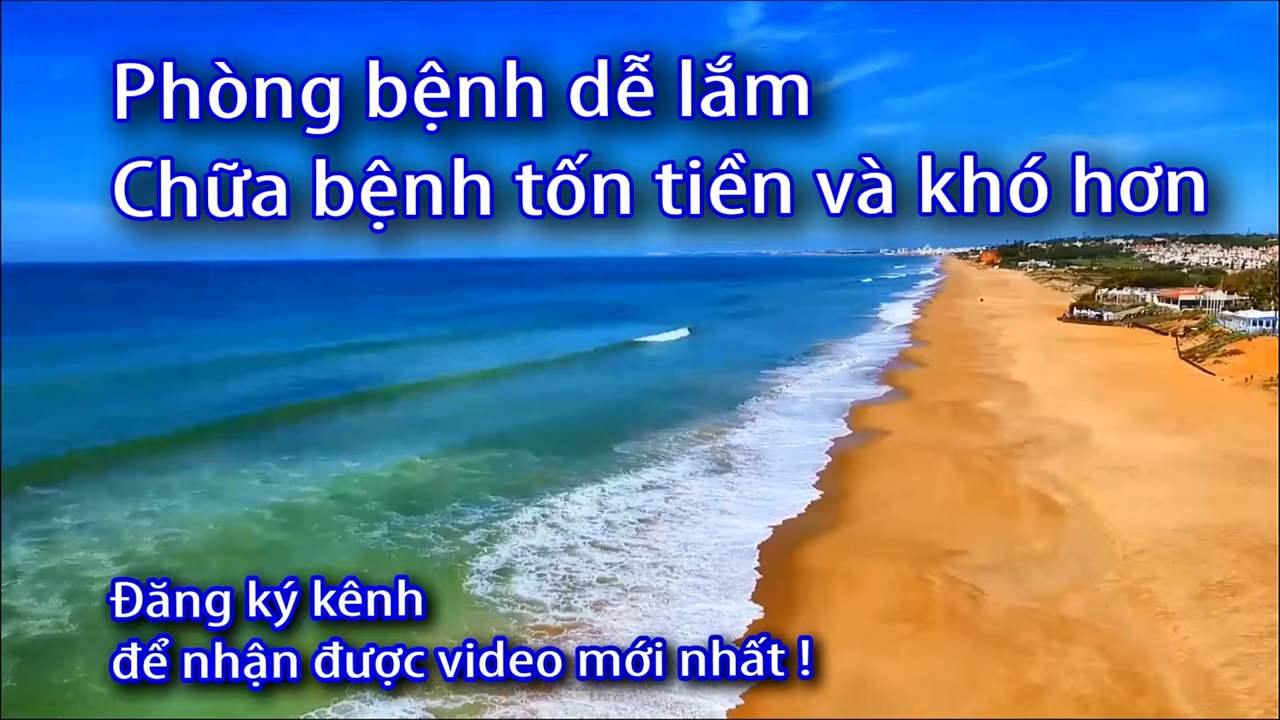 Phòng bệnh dễ lắm
Chữa bệnh tốn tiền và khó hơn
Đăng ký kênh
để nhận được video mới nhất !